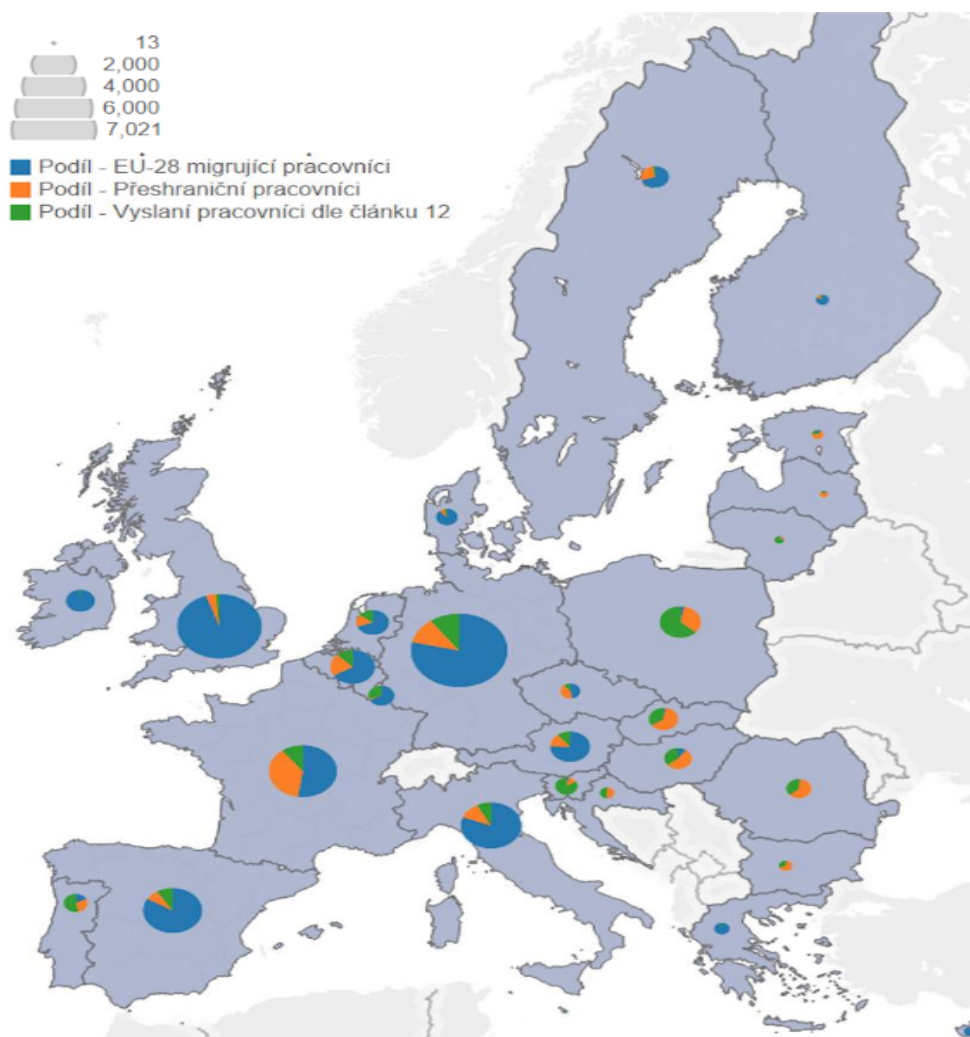 13
2,000
4,000
6,000
7,021
Podíl - EU-28 migrující pracovníci
Podíl - Přeshraniční pracovníci
Podíl - Vyslaní pracovníci dle článku 12